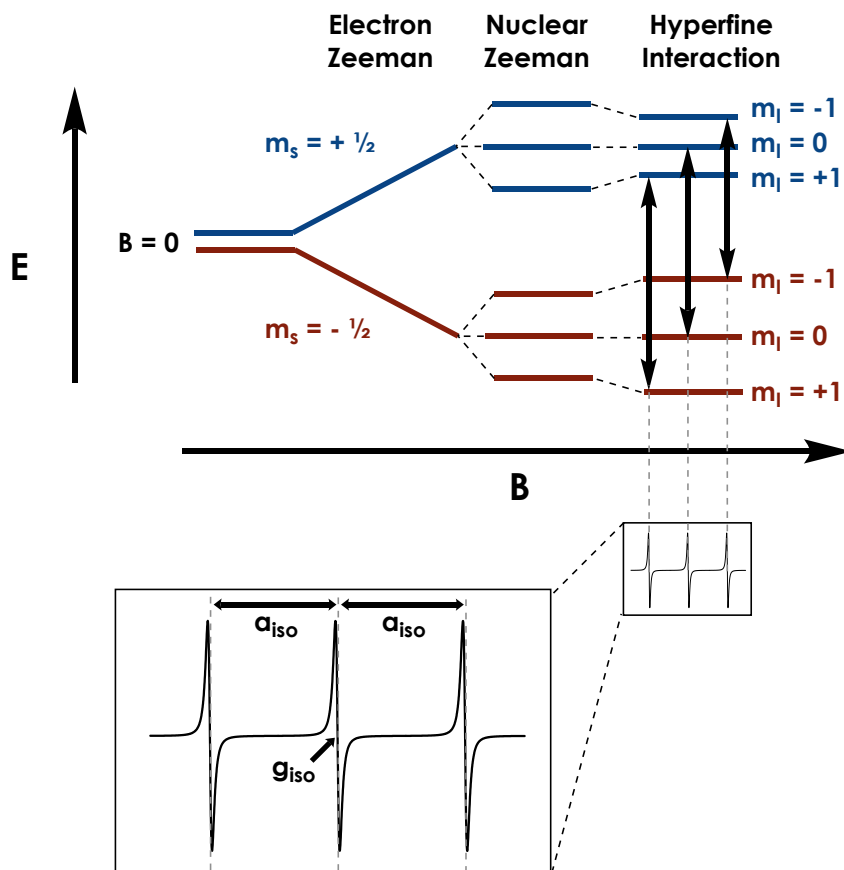 Electron
Zeeman
Nuclear
Zeeman
Hyperfine
Interaction
E
B = 0
mₛ = + ½
mₛ = - ½
mI = -1
mI = 0
mI = +1
mI = -1
mI = 0
mI = +1
B
aiso
aiso
giso